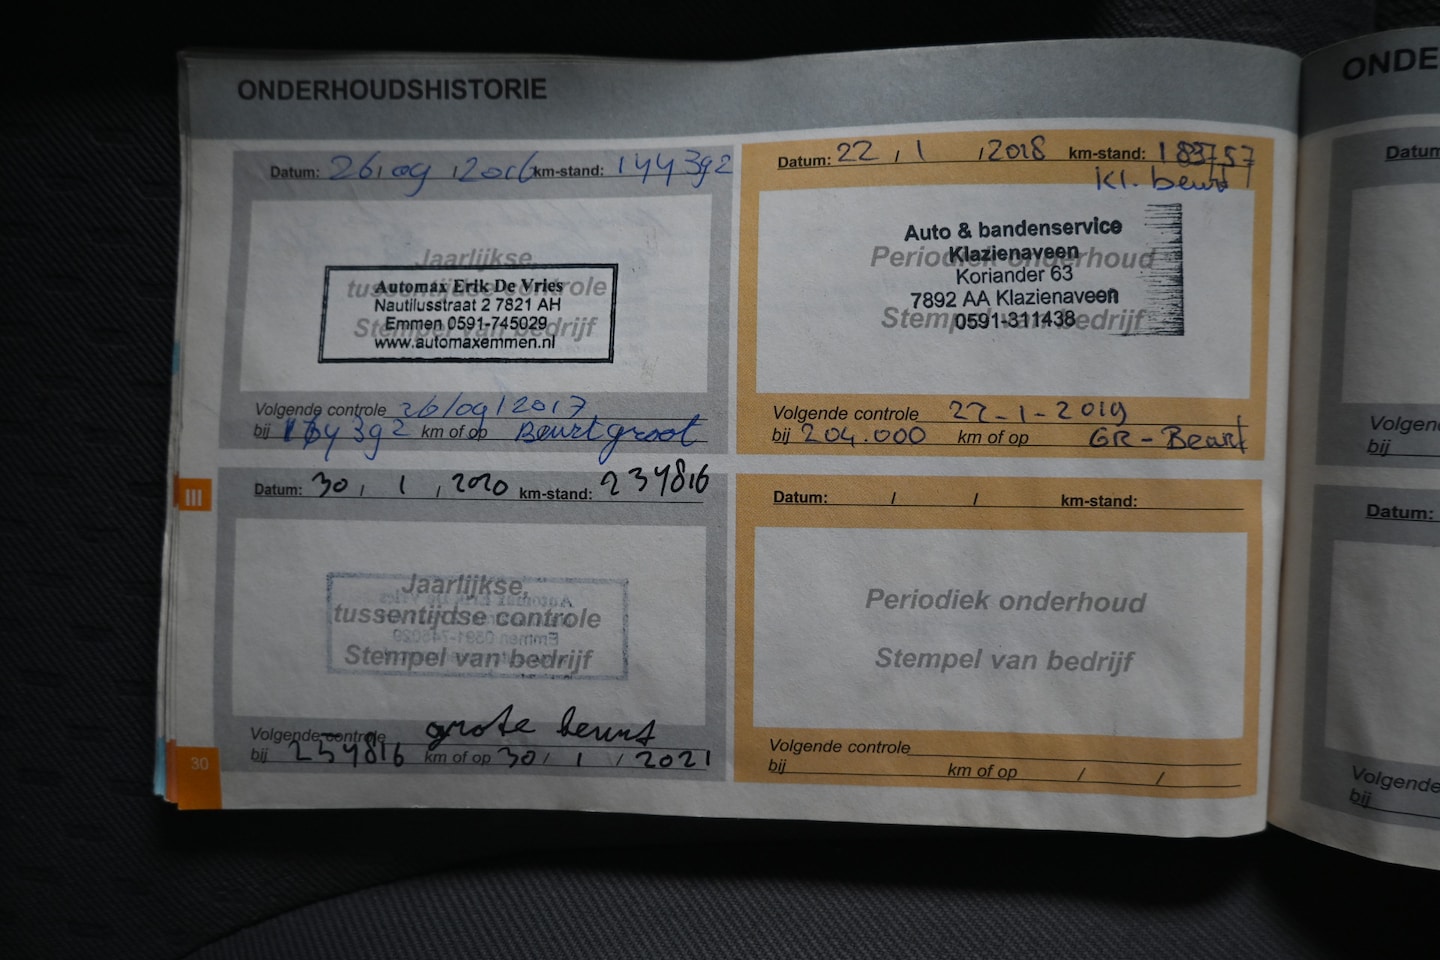 ONDERHOUDSHISTORIE
Datum: 26,09,2016 km-stand: 144392
Jaarlijkse,
tussentijdse controle
Stempel van bedrijf
Automax Erik De Vries
Nautilusstraat 2 7821 AH
Emmen 0591-745029
www.automaxemmen.nl
Volgende controle 26/09/2017
bij 164392 km of op Beurt groot
Datum: 22 , 1 , 2018 km-stand: 183757
Kl. beurt
Periodiek onderhoud
Stempel van bedrijf
Auto & bandenservice
Klazienaveen
Koriander 63
7892 AA Klazienaveen
0591-311438
Volgende controle 22-1-2019
bij 204.000 km of op GR-Beurt
III
Datum: 30 , 1 , 2020 km-stand: 234816
Jaarlijkse,
tussentijdse controle
Stempel van bedrijf
Volgende controle grote beurt
bij 254816 km of op 30 / 1 / 2021
Datum: / / km-stand:
Periodiek onderhoud
Stempel van bedrijf
Volgende controle
bij km of op / /
30
ONDE
Datum
Volgen
bij
Datum:
Volgende
bij